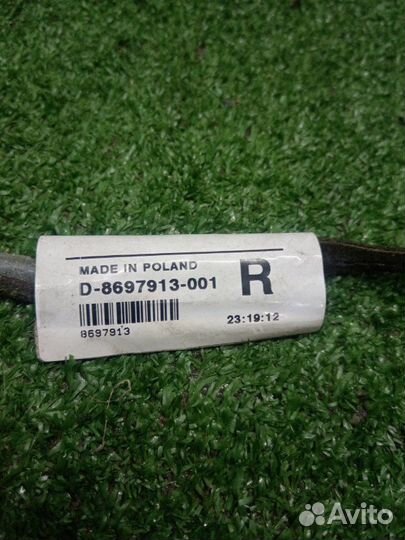 MADE IN POLAND
D-8697913-001
R
8697913
23:19:12
Avito